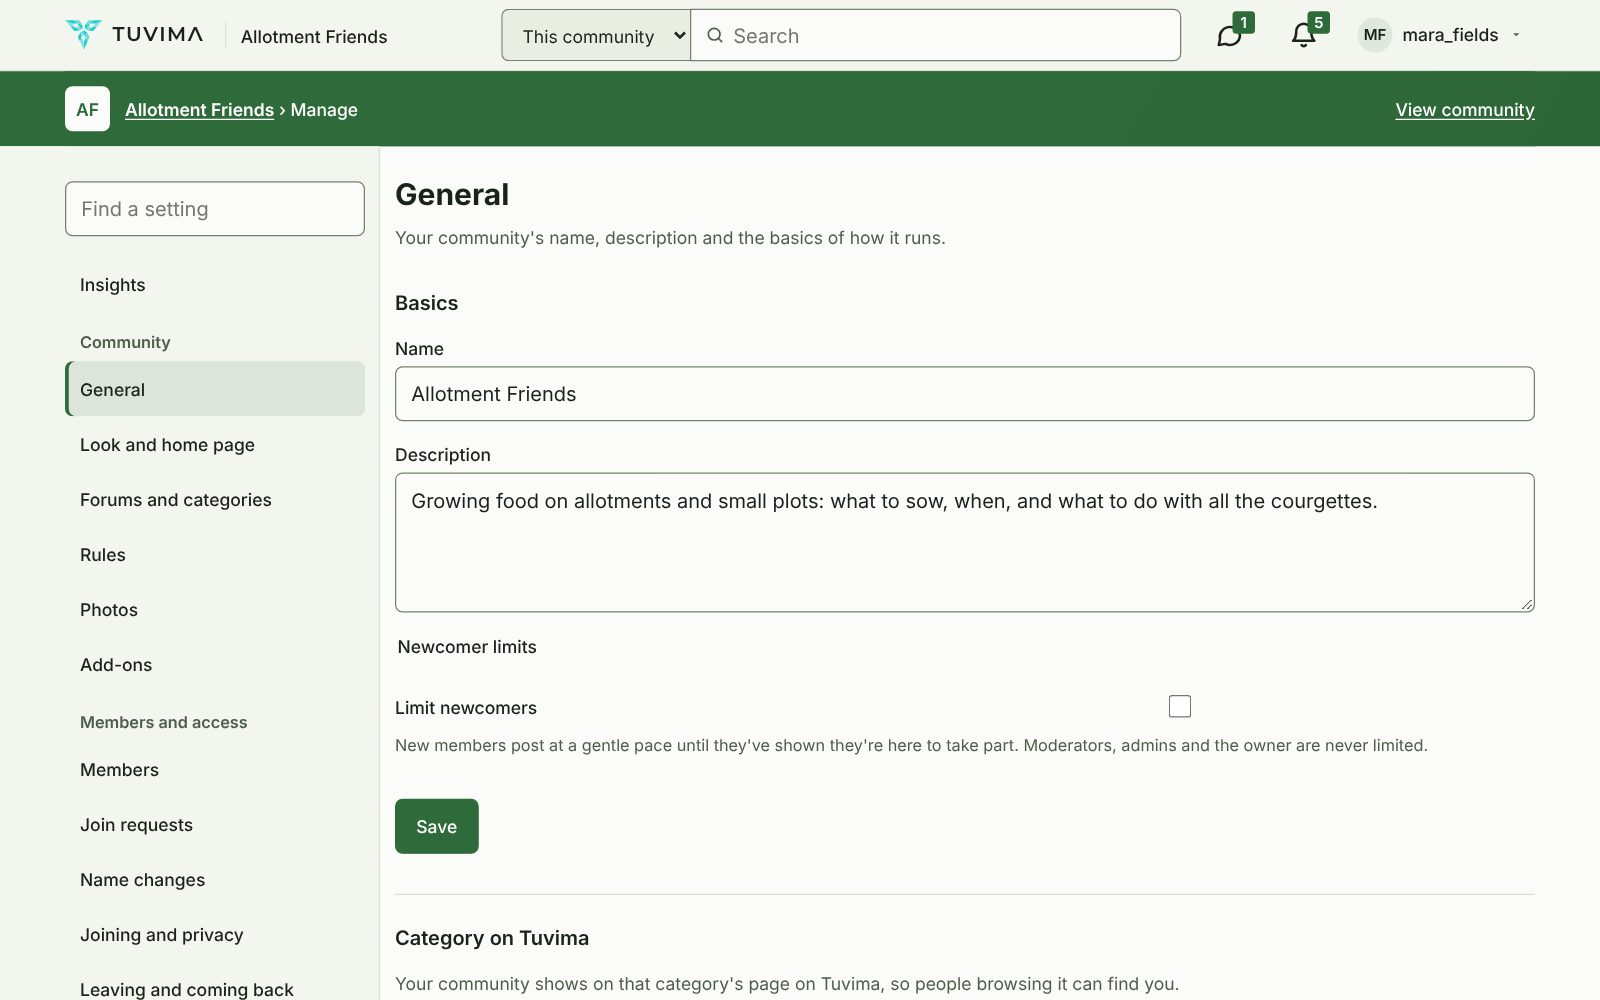 TUVIMA
Allotment Friends
This community
Search
1
5
MF
mara_fields
AF
Allotment Friends › Manage
View community
Find a setting
Insights
Community
General
Look and home page
Forums and categories
Rules
Photos
Add-ons
Members and access
Members
Join requests
Name changes
Joining and privacy
Leaving and coming back
General
Your community's name, description and the basics of how it runs.
Basics
Name
Allotment Friends
Description
Growing food on allotments and small plots: what to sow, when, and what to do with all the courgettes.
Newcomer limits
Limit newcomers
New members post at a gentle pace until they've shown they're here to take part. Moderators, admins and the owner are never limited.
Save
Category on Tuvima
Your community shows on that category's page on Tuvima, so people browsing it can find you.